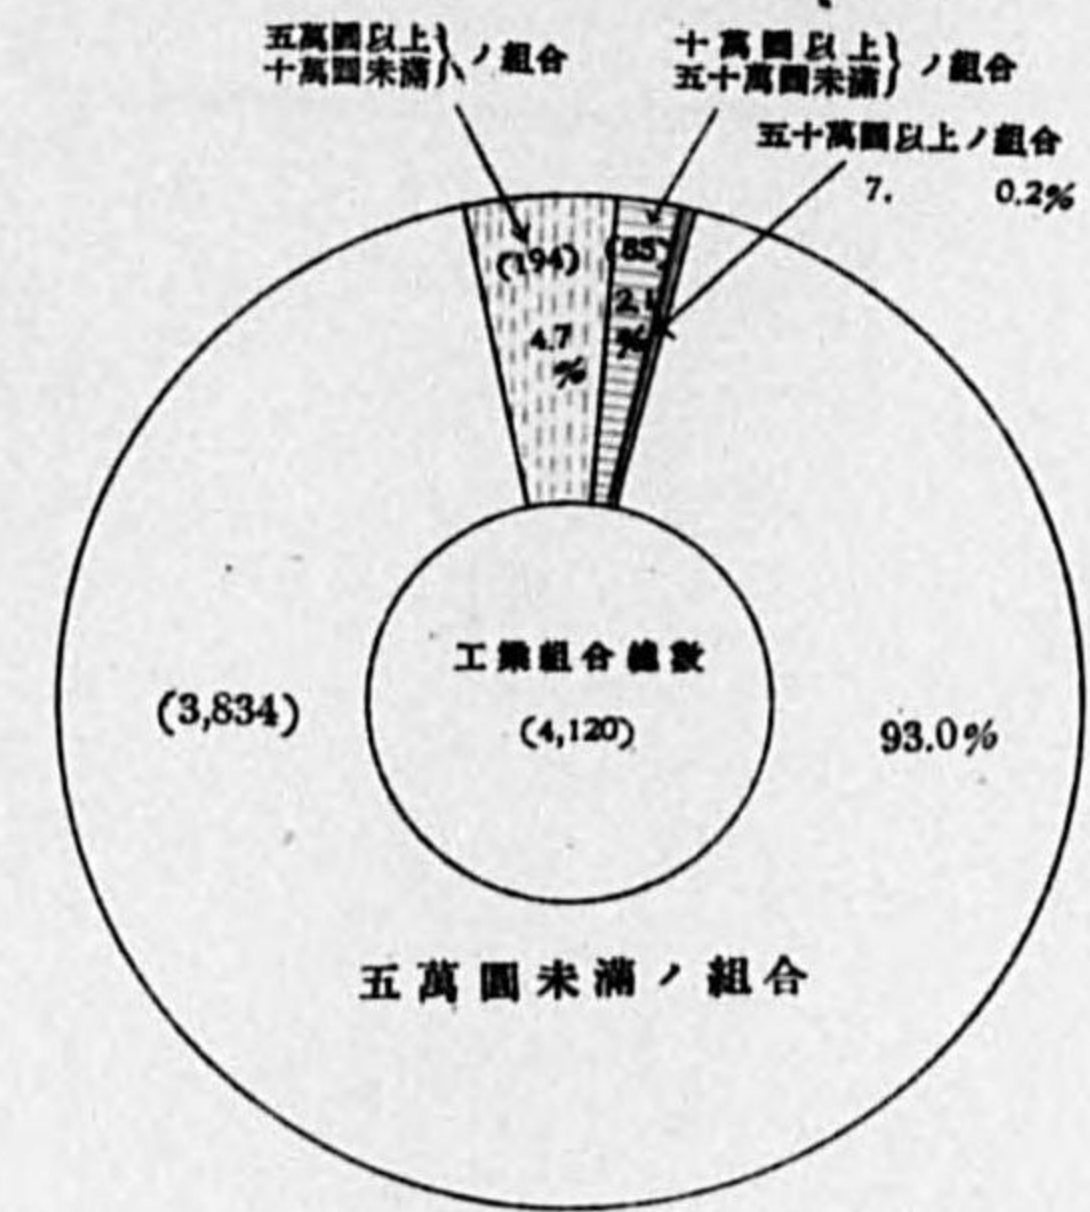 五萬圓以上
十萬圓未滿 } ノ組合
十萬圓以上
五十萬圓未滿 } ノ組合
五十萬圓以上ノ組合
7. 0.2%
(194)
4.7
%
(85)
2.1
%
工業組合總數
(4,120)
(3,834)
93.0%
五萬圓未滿ノ組合